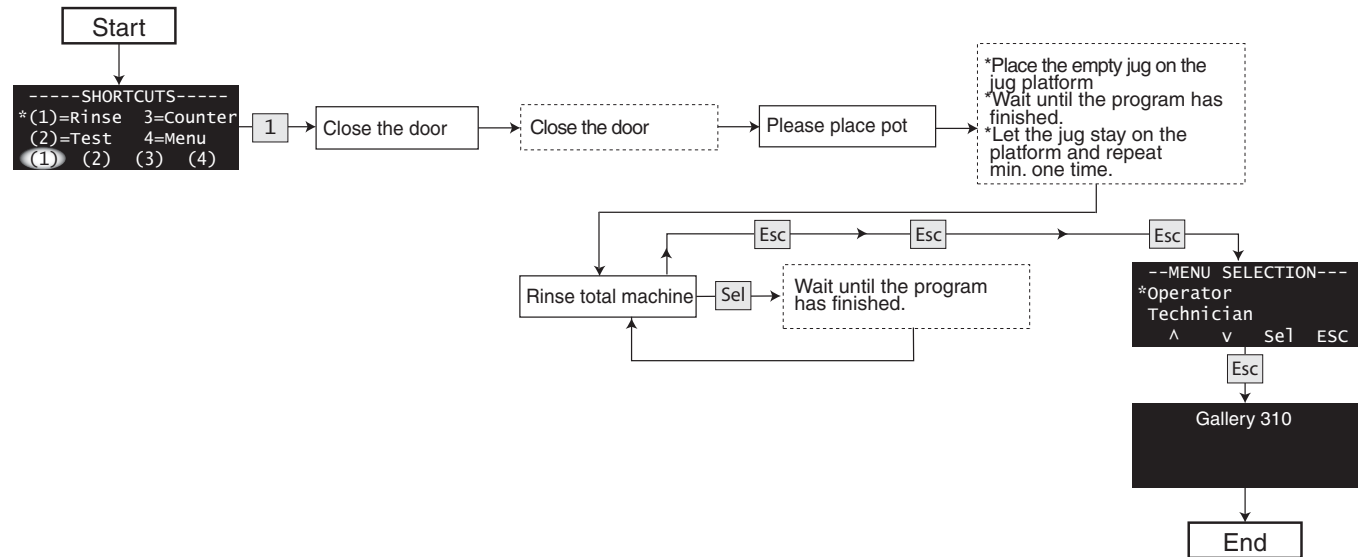 Start
-----SHORTCUTS-----
*(1)=Rinse 3=Counter
(2)=Test 4=Menu
(1) (2) (3) (4)
1
Close the door
Close the door
Please place pot
*Place the empty jug on the
jug platform
*Wait until the program has
finished.
*Let the jug stay on the
platform and repeat
min. one time.
Esc
Esc
Esc
Rinse total machine
Sel
Wait until the program
has finished.
--MENU SELECTION---
*Operator
Technician
^ v Sel ESC
Esc
Gallery 310
End